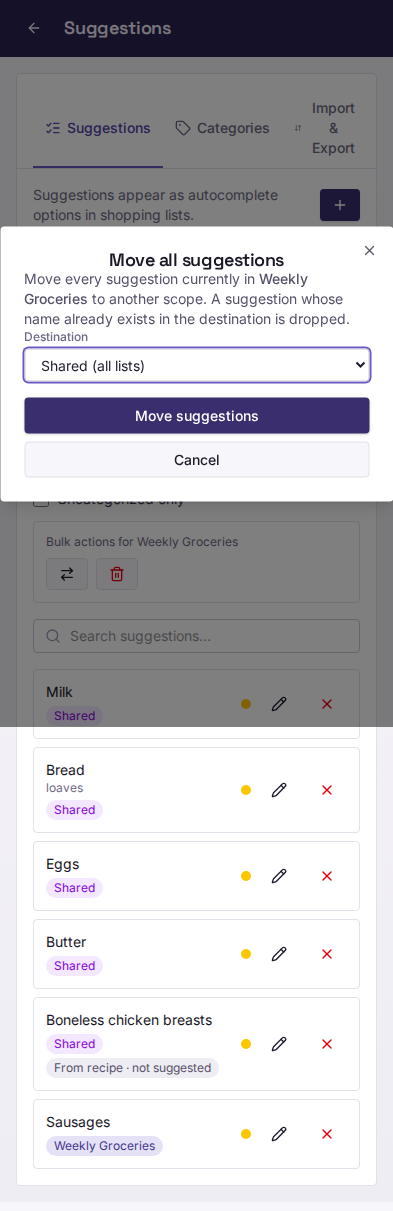 Suggestions
Suggestions
Categories
Import
&
Export
Suggestions appear as autocomplete
options in shopping lists.
Move all suggestions
Move every suggestion currently in Weekly
Groceries to another scope. A suggestion whose
name already exists in the destination is dropped.
Destination
Shared (all lists)
Move suggestions
Cancel
Uncategorized only
Bulk actions for Weekly Groceries
Search suggestions...
Milk
Shared
Bread
loaves
Shared
Eggs
Shared
Butter
Shared
Boneless chicken breasts
Shared
From recipe · not suggested
Sausages
Weekly Groceries